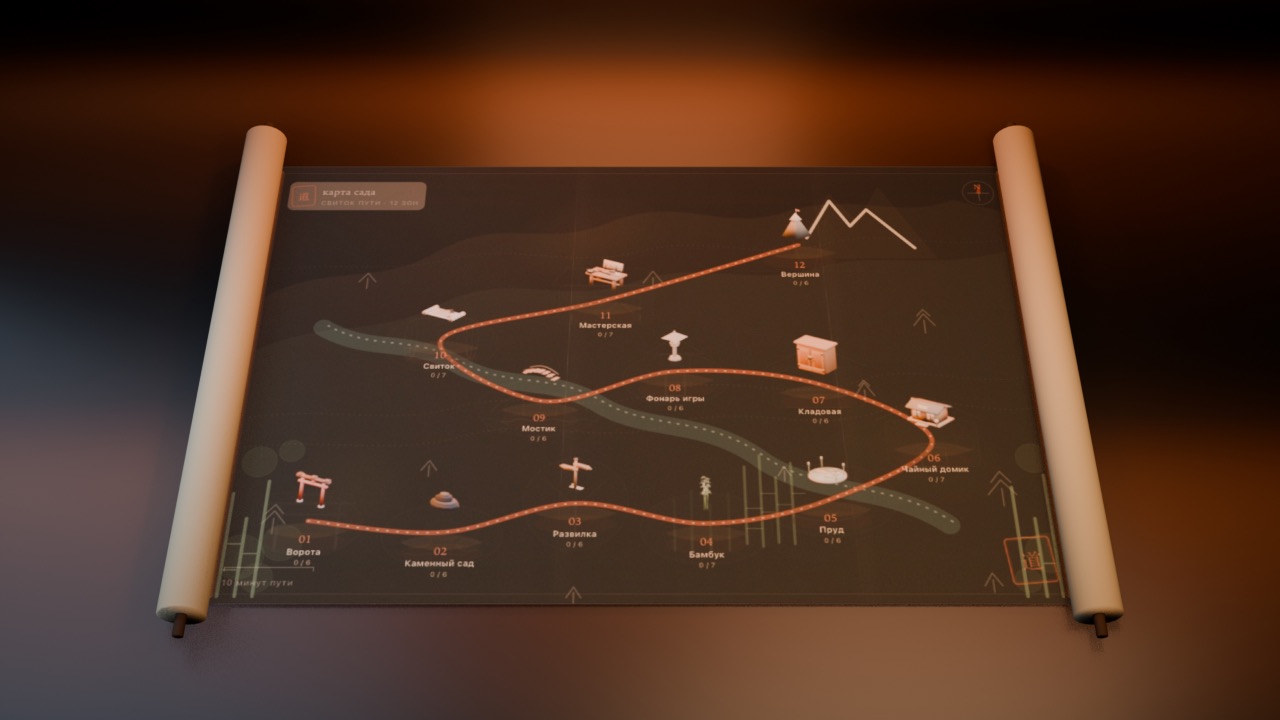 道
карта сада
СВИТОК ПУТИ · 12 ЗОН
12
Вершина
0 / 6
11
Мастерская
0 / 7
10
Свиток
0 / 7
08
Фонарь игры
0 / 6
07
Кладовая
0 / 6
09
Мостик
0 / 6
06
Чайный домик
0 / 7
05
Пруд
0 / 6
03
Развилка
0 / 6
01
Ворота
0 / 6
02
Каменный сад
0 / 6
04
Бамбук
0 / 7
10 минут пути
道